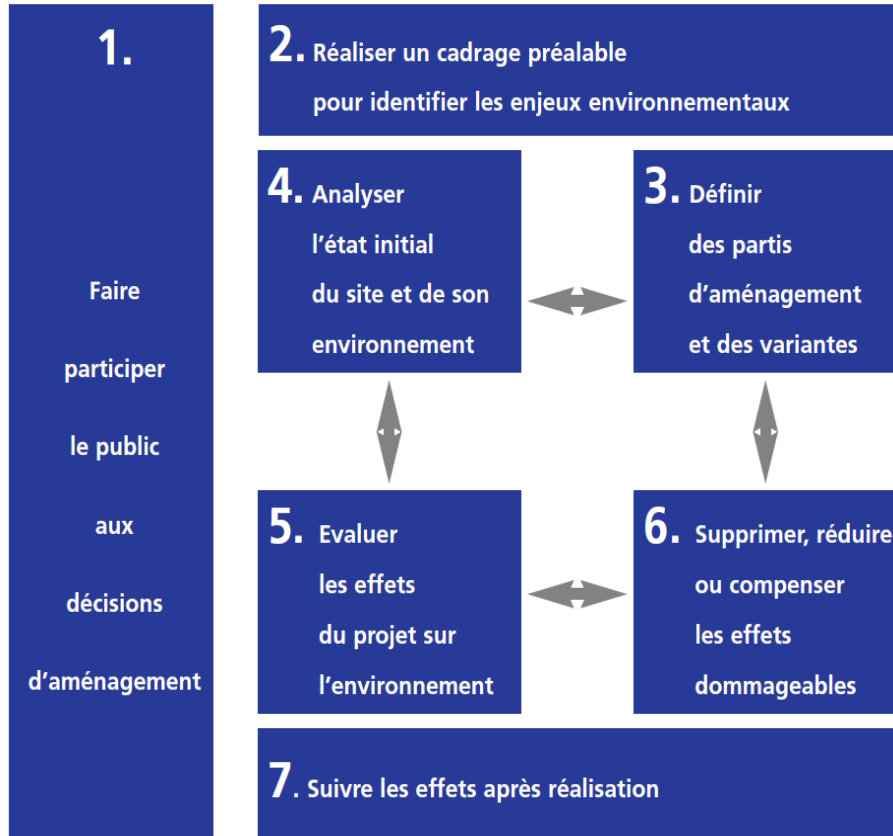 1.
Faire
participer
le public
aux
décisions
d'aménagement
2. Réaliser un cadrage préalable
pour identifier les enjeux environnementaux
4. Analyser
l'état initial
du site et de son
environnement
3. Définir
des partis
d'aménagement
et des variantes
5. Evaluer
les effets
du projet sur
l'environnement
6. Supprimer, réduire
ou compenser
les effets
dommageables
7. Suivre les effets après réalisation